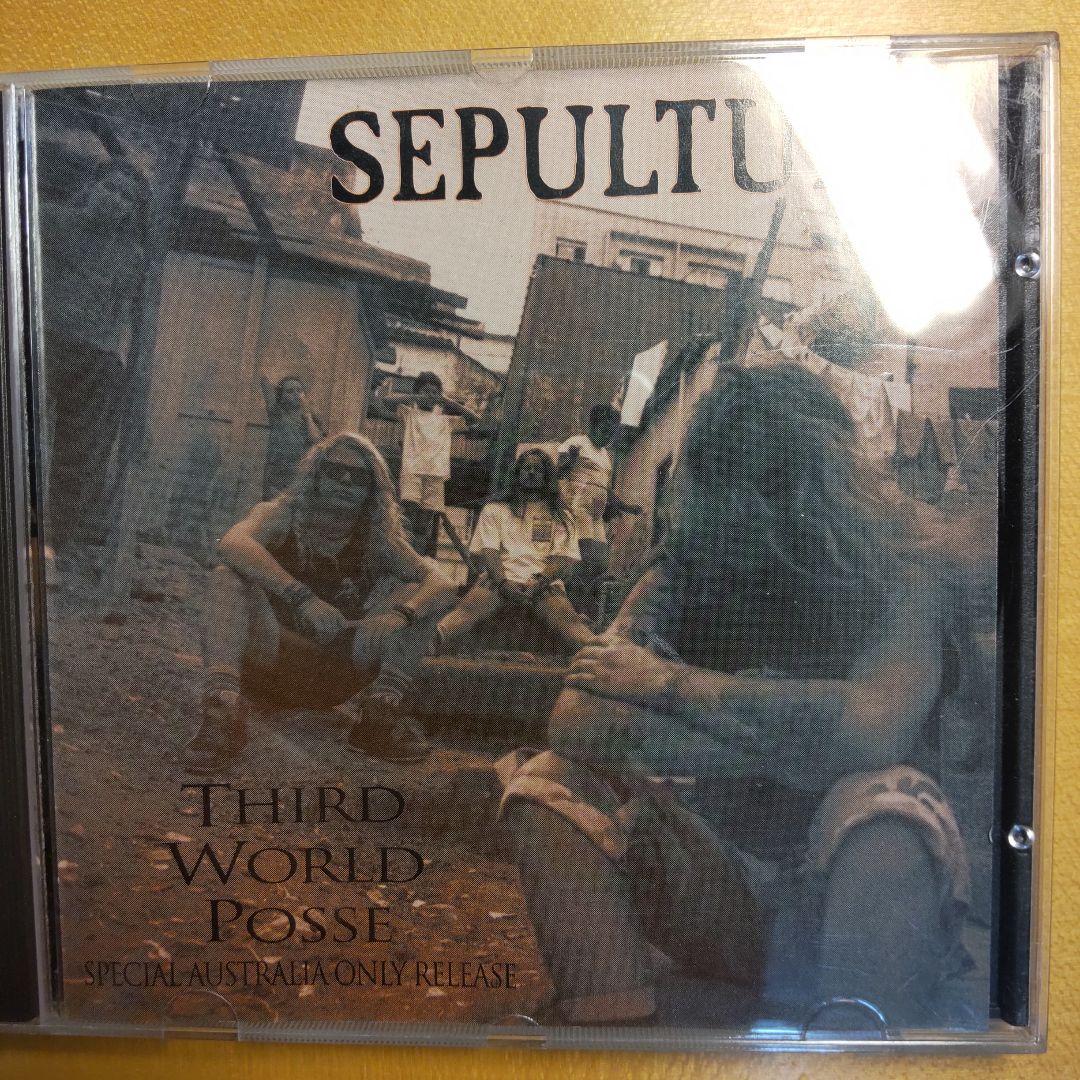 SEPULTU
THIRD
WORLD
POSSE
SPECIAL AUSTRALIA ONLY RELEASE